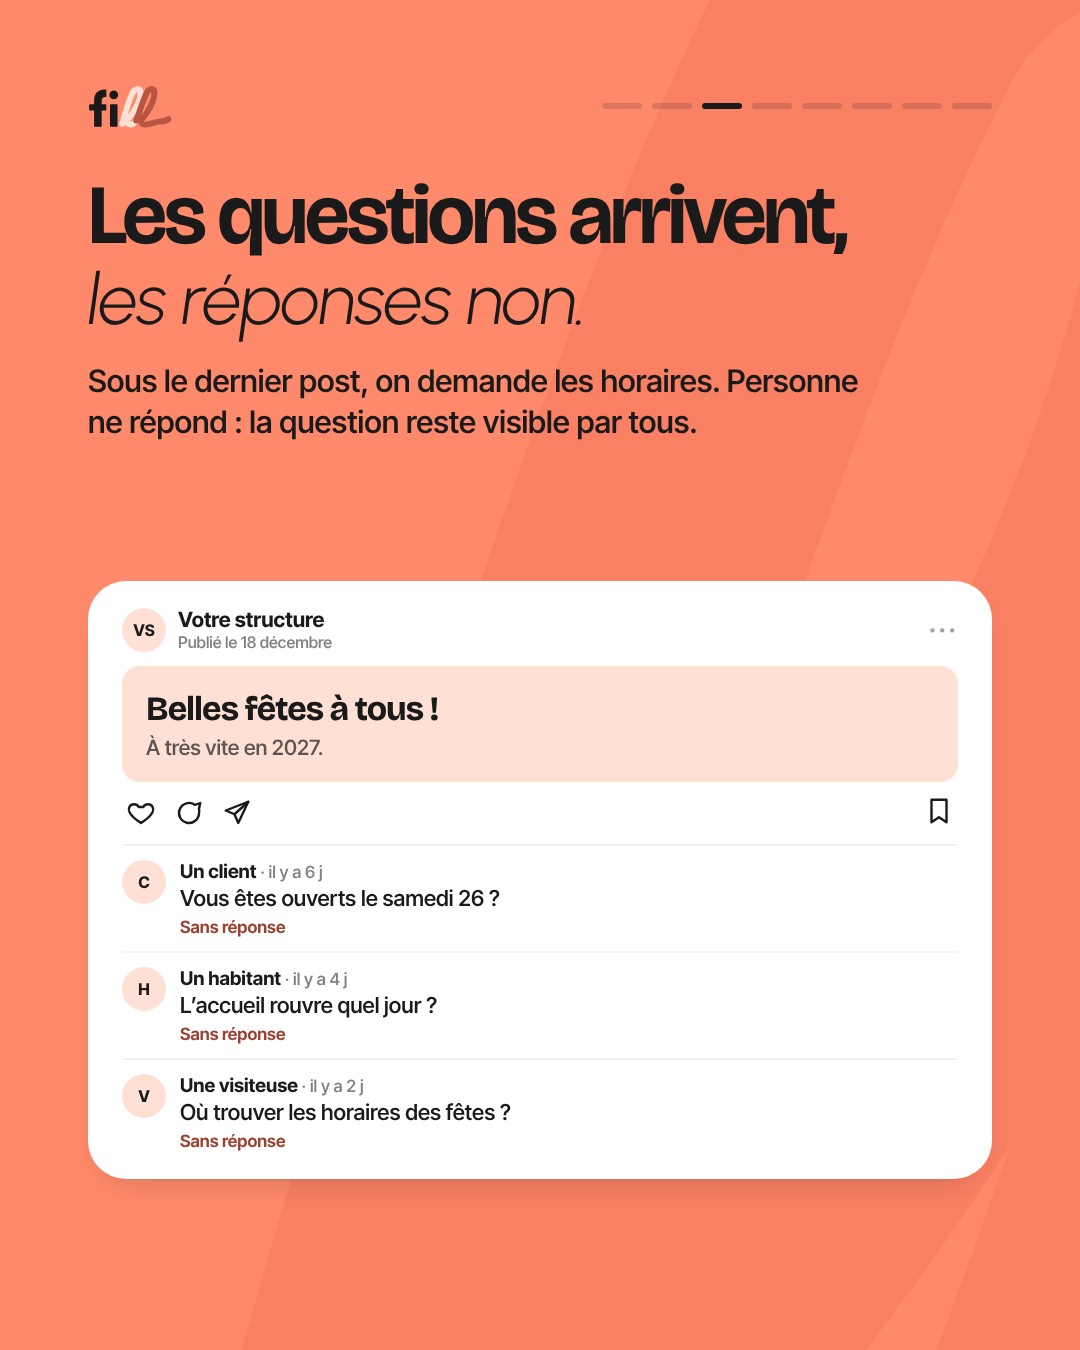 fill
Les questions arrivent,
les réponses non.
Sous le dernier post, on demande les horaires. Personne
ne répond : la question reste visible par tous.
VS
Votre structure
Publié le 18 décembre
Belles fêtes à tous !
À très vite en 2027.
C
Un client · il y a 6 j
Vous êtes ouverts le samedi 26 ?
Sans réponse
H
Un habitant · il y a 4 j
L’accueil rouvre quel jour ?
Sans réponse
V
Une visiteuse · il y a 2 j
Où trouver les horaires des fêtes ?
Sans réponse